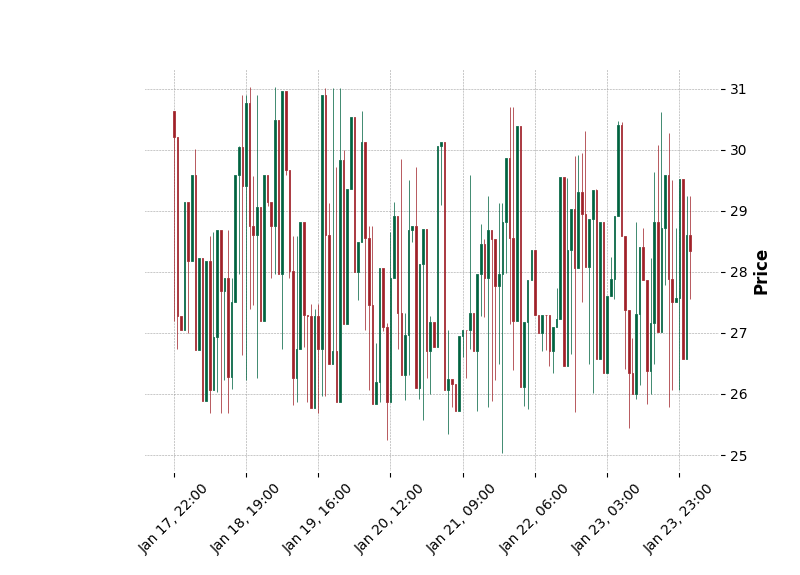 31
30
29
28
27
26
25
Price
Jan 17, 22:00
Jan 18, 19:00
Jan 19, 16:00
Jan 20, 12:00
Jan 21, 09:00
Jan 22, 06:00
Jan 23, 03:00
Jan 23, 23:00